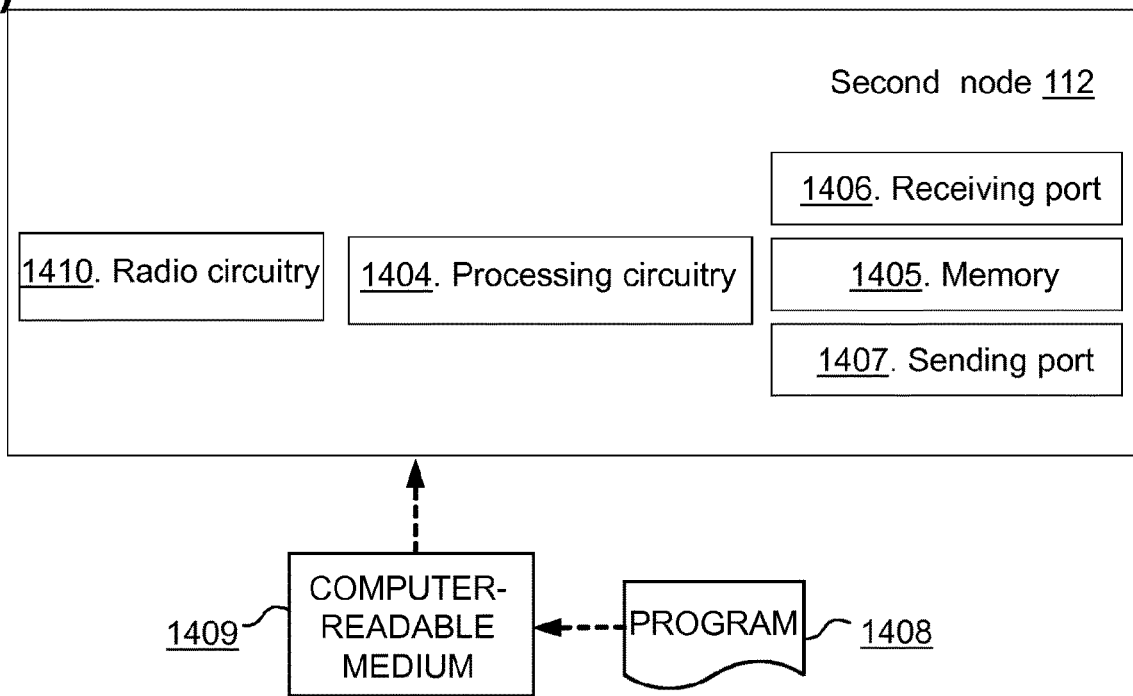 Second node 112
1406. Receiving port
1410. Radio circuitry
1404. Processing circuitry
1405. Memory
1407. Sending port
COMPUTER-
READABLE
MEDIUM
1409
PROGRAM
1408